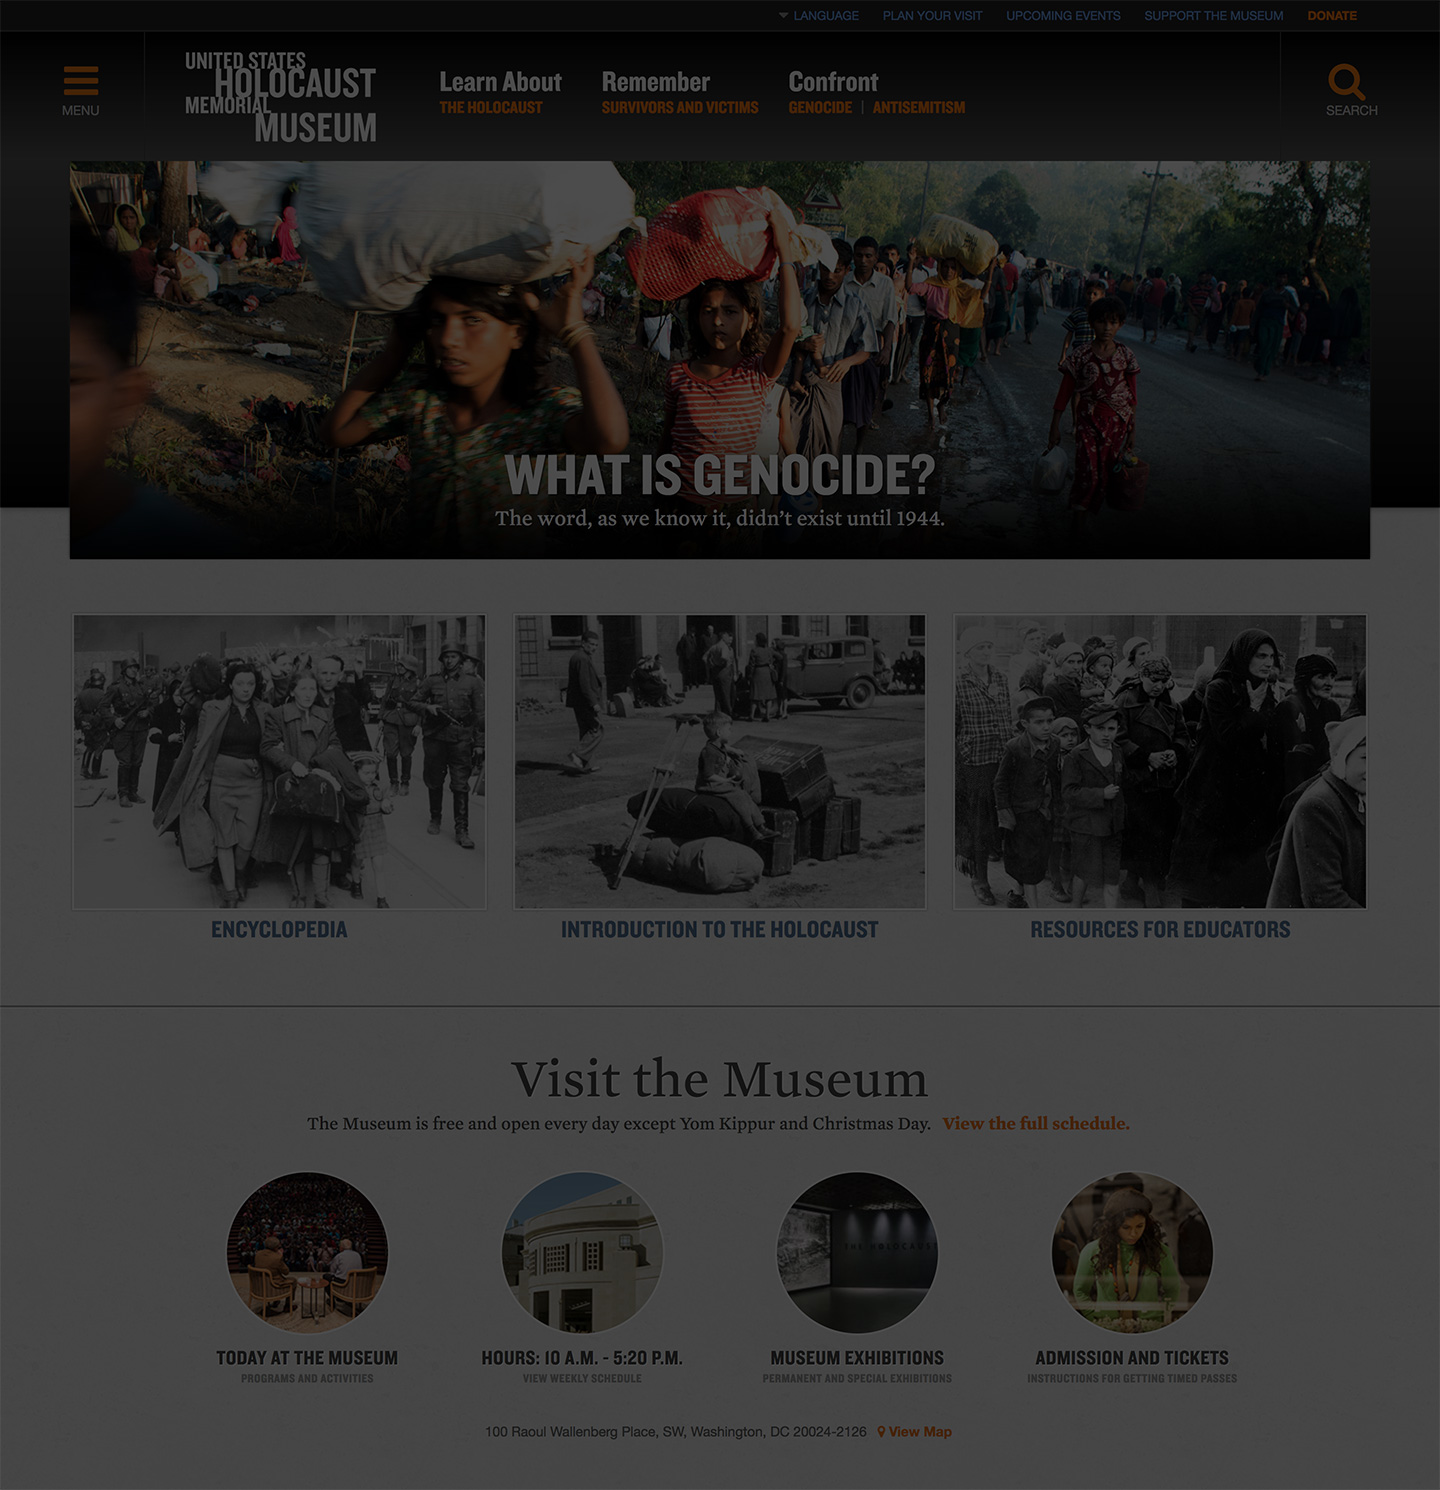 LANGUAGE PLAN YOUR VISIT UPCOMING EVENTS SUPPORT THE MUSEUM DONATE
MENU
UNITED STATES
HOLOCAUST
MEMORIAL
MUSEUM
Learn About
THE HOLOCAUST
Remember
SURVIVORS AND VICTIMS
Confront
GENOCIDE | ANTISEMITISM
SEARCH
WHAT IS GENOCIDE?
The word, as we know it, didn’t exist until 1944.
ENCYCLOPEDIA
INTRODUCTION TO THE HOLOCAUST
RESOURCES FOR EDUCATORS
Visit the Museum
The Museum is free and open every day except Yom Kippur and Christmas Day. View the full schedule.
THE HOLOCAUST
TODAY AT THE MUSEUM
PROGRAMS AND ACTIVITIES
HOURS: 10 A.M. - 5:20 P.M.
VIEW WEEKLY SCHEDULE
MUSEUM EXHIBITIONS
PERMANENT AND SPECIAL EXHIBITIONS
ADMISSION AND TICKETS
INSTRUCTIONS FOR GETTING TIMED PASSES
100 Raoul Wallenberg Place, SW, Washington, DC 20024-2126 View Map